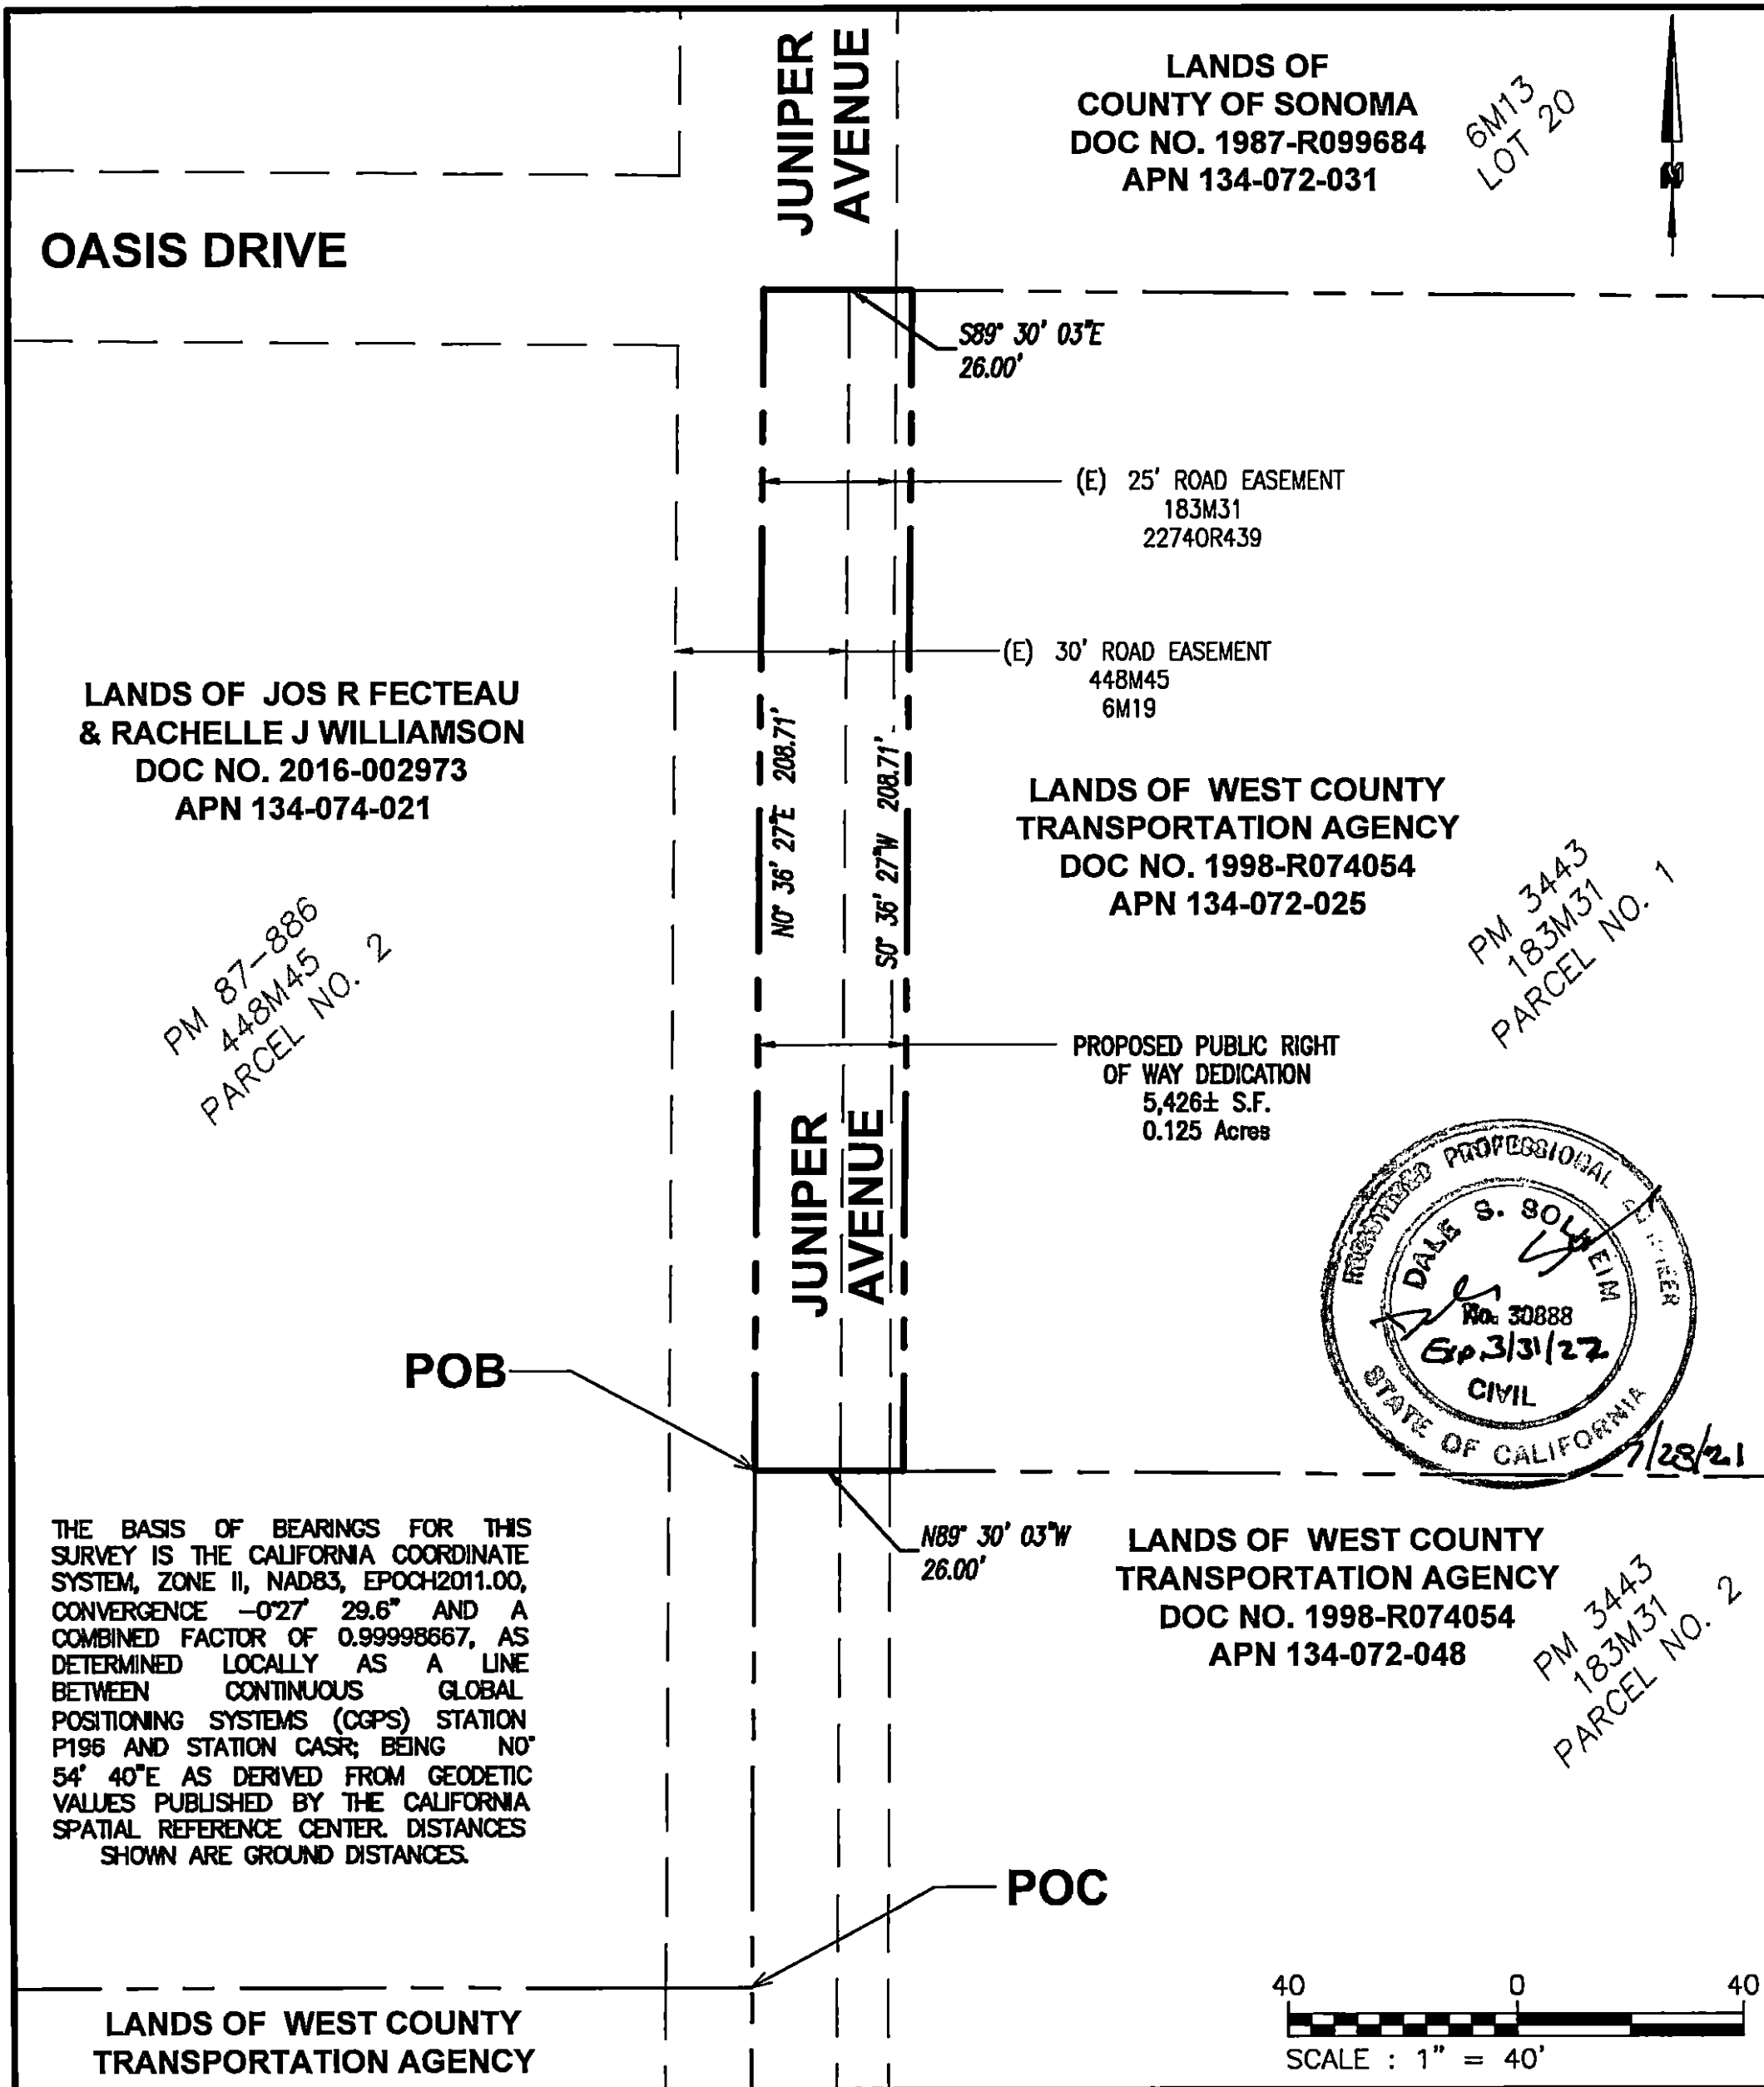 JUNIPER
AVENUE
LANDS OF
COUNTY OF SONOMA
DOC NO. 1987-R099684
APN 134-072-031
6M13
LOT 20
N
OASIS DRIVE
S89° 30' 03"E
26.00'
(E) 25' ROAD EASEMENT
183M31
2274OR439
(E) 30' ROAD EASEMENT
448M45
6M19
LANDS OF JOS R FECTEAU
& RACHELLE J WILLIAMSON
DOC NO. 2016-002973
APN 134-074-021
N0° 36' 27"E 208.71'
S0° 36' 27"W 208.71'
LANDS OF WEST COUNTY
TRANSPORTATION AGENCY
DOC NO. 1998-R074054
APN 134-072-025
PM 3443
183M31
PARCEL NO. 1
PM 87-886
448M45
PARCEL NO. 2
PROPOSED PUBLIC RIGHT
OF WAY DEDICATION
5,426± S.F.
0.125 Acres
JUNIPER
AVENUE
REGISTERED PROFESSIONAL ENGINEER
DALE S. SOLHEIM
No. 30888
Exp. 3/31/22
CIVIL
STATE OF CALIFORNIA
7/28/21
POB
N89° 30' 03"W
26.00'
LANDS OF WEST COUNTY
TRANSPORTATION AGENCY
DOC NO. 1998-R074054
APN 134-072-048
PM 3443
183M31
PARCEL NO. 2
THE BASIS OF BEARINGS FOR THIS
SURVEY IS THE CALIFORNIA COORDINATE
SYSTEM, ZONE II, NAD83, EPOCH2011.00,
CONVERGENCE -0°27' 29.6" AND A
COMBINED FACTOR OF 0.99998667, AS
DETERMINED LOCALLY AS A LINE
BETWEEN CONTINUOUS GLOBAL
POSITIONING SYSTEMS (CGPS) STATION
P196 AND STATION CASR; BEING N0°
54' 40"E AS DERIVED FROM GEODETIC
VALUES PUBLISHED BY THE CALIFORNIA
SPATIAL REFERENCE CENTER. DISTANCES
SHOWN ARE GROUND DISTANCES.
POC
LANDS OF WEST COUNTY
TRANSPORTATION AGENCY
40 0 40
SCALE : 1" = 40'